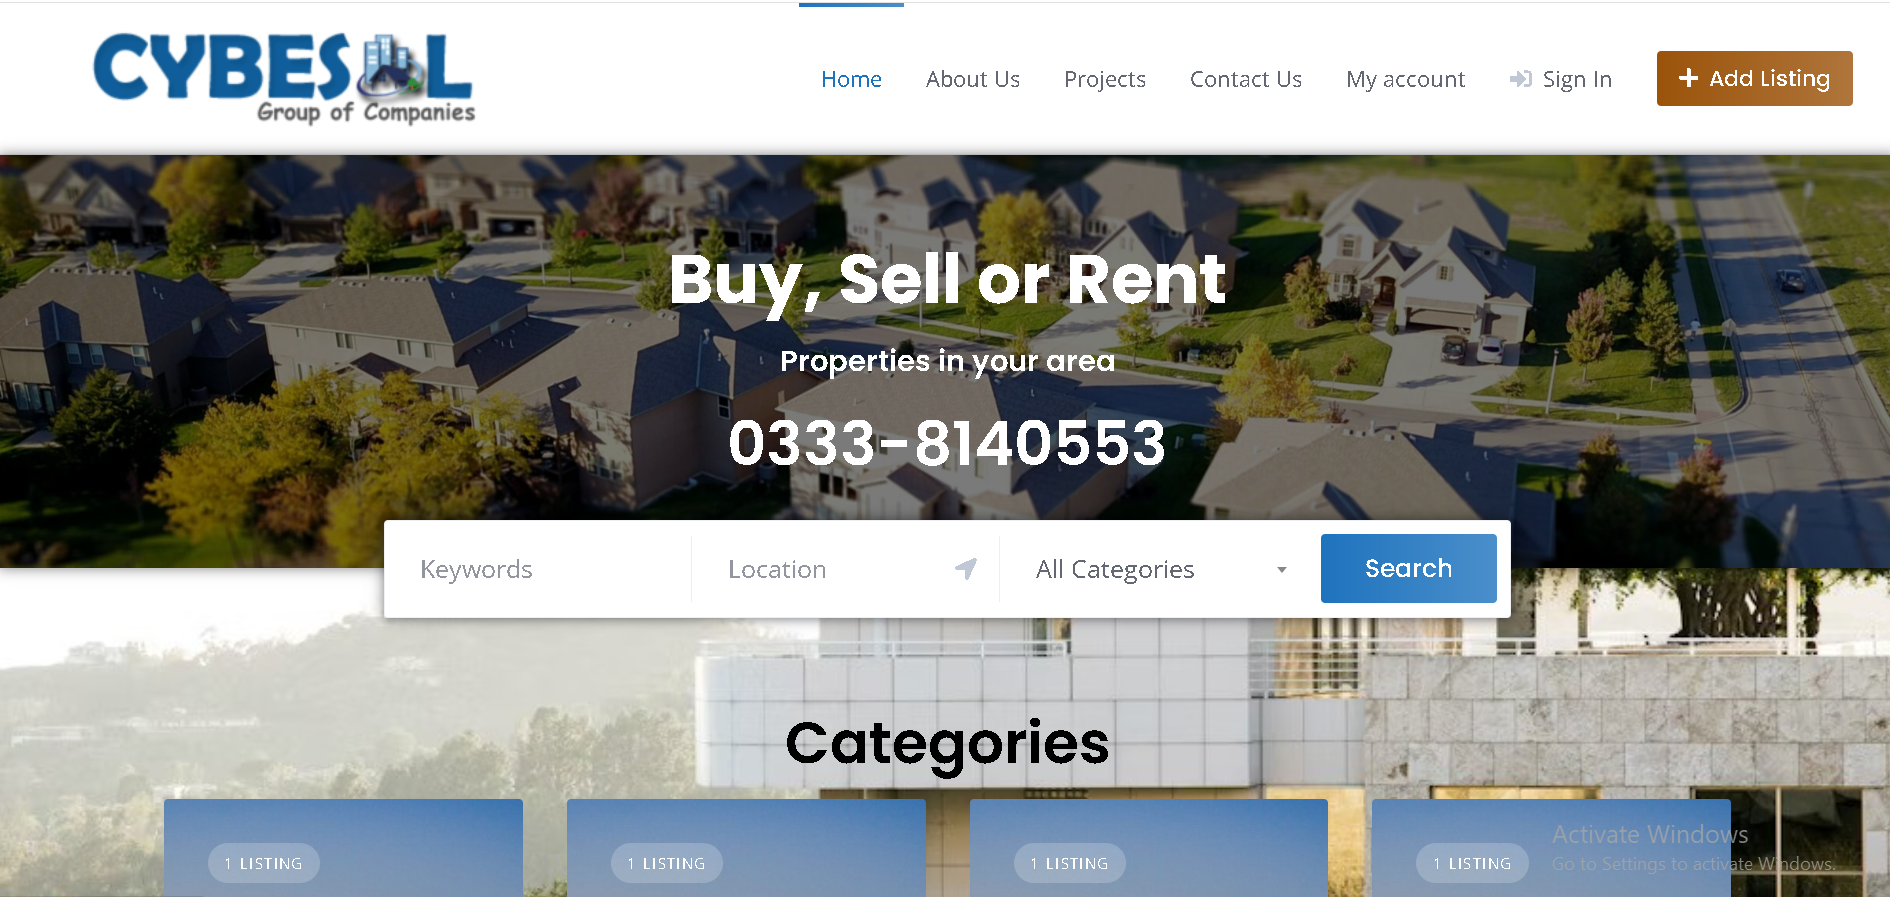 CYBESOL
Group of Companies
Home About Us Projects Contact Us My account Sign In + Add Listing
Buy, Sell or Rent
Properties in your area
0333-8140553
Keywords Location All Categories Search
Categories
1 LISTING 1 LISTING 1 LISTING 1 LISTING
Activate Windows
Go to Settings to activate Windows.